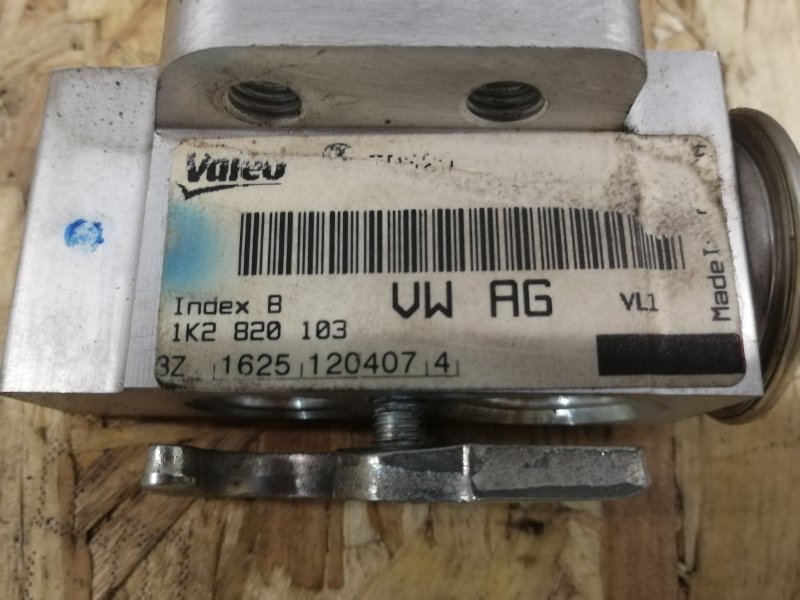 Valeo
VW AG
VL1
Made I
Index B
1K2 820 103
3Z 1625 120407 4